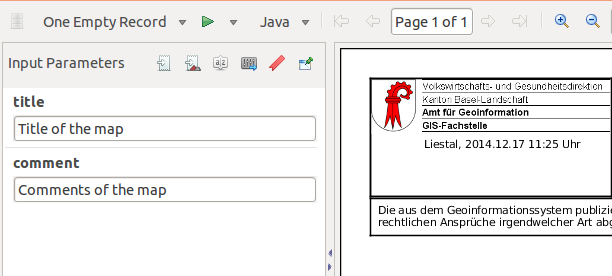 One Empty Record
Java
Page 1 of 1
Input Parameters
title
Title of the map
comment
Comments of the map
Volkswirtschafts- und Gesundheitsdirektion
Kanton Basel-Landschaft
Amt für Geoinformation
GIS-Fachstelle
Liestal, 2014.12.17 11:25 Uhr
Die aus dem Geoinformationssystem publizie
rechtlichen Ansprüche irgendwelcher Art abg